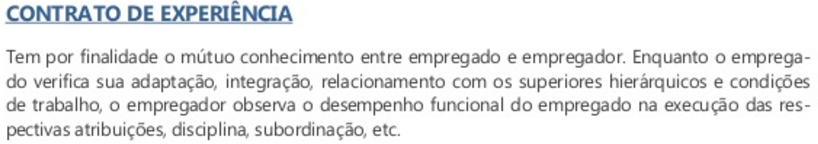 CONTRATO DE EXPERIÊNCIA
Tem por finalidade o mútuo conhecimento entre empregado e empregador. Enquanto o emprega-
do verifica sua adaptação, integração, relacionamento com os superiores hierárquicos e condições
de trabalho, o empregador observa o desempenho funcional do empregado na execução das res-
pectivas atribuições, disciplina, subordinação, etc.